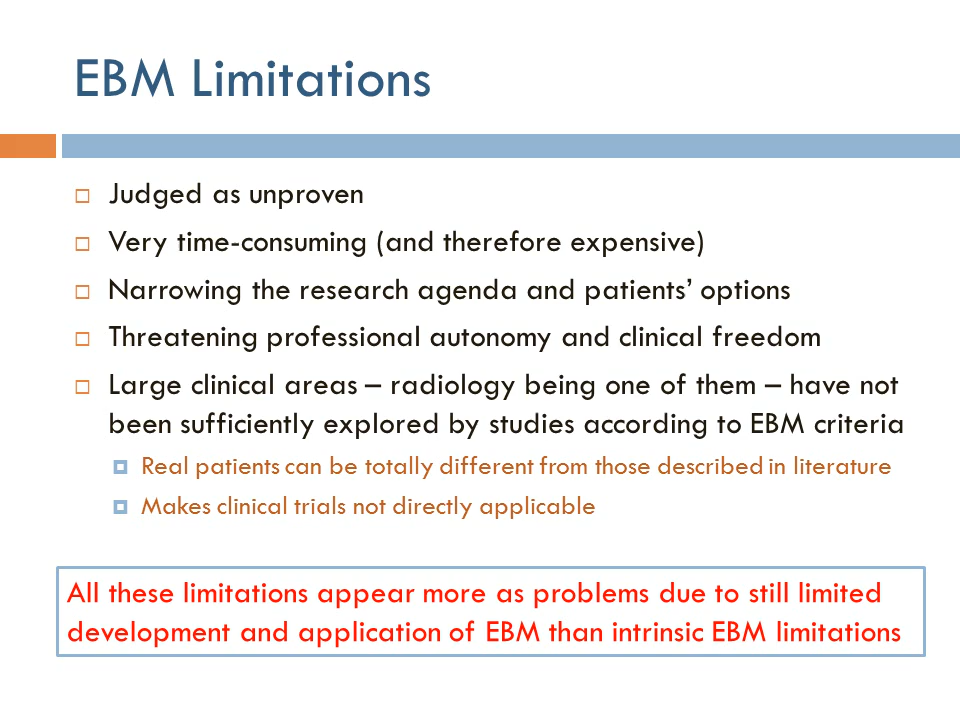 EBM Limitations
Judged as unproven
Very time-consuming (and therefore expensive)
Narrowing the research agenda and patients’ options
Threatening professional autonomy and clinical freedom
Large clinical areas – radiology being one of them – have not
been sufficiently explored by studies according to EBM criteria
Real patients can be totally different from those described in literature
Makes clinical trials not directly applicable
All these limitations appear more as problems due to still limited
development and application of EBM than intrinsic EBM limitations